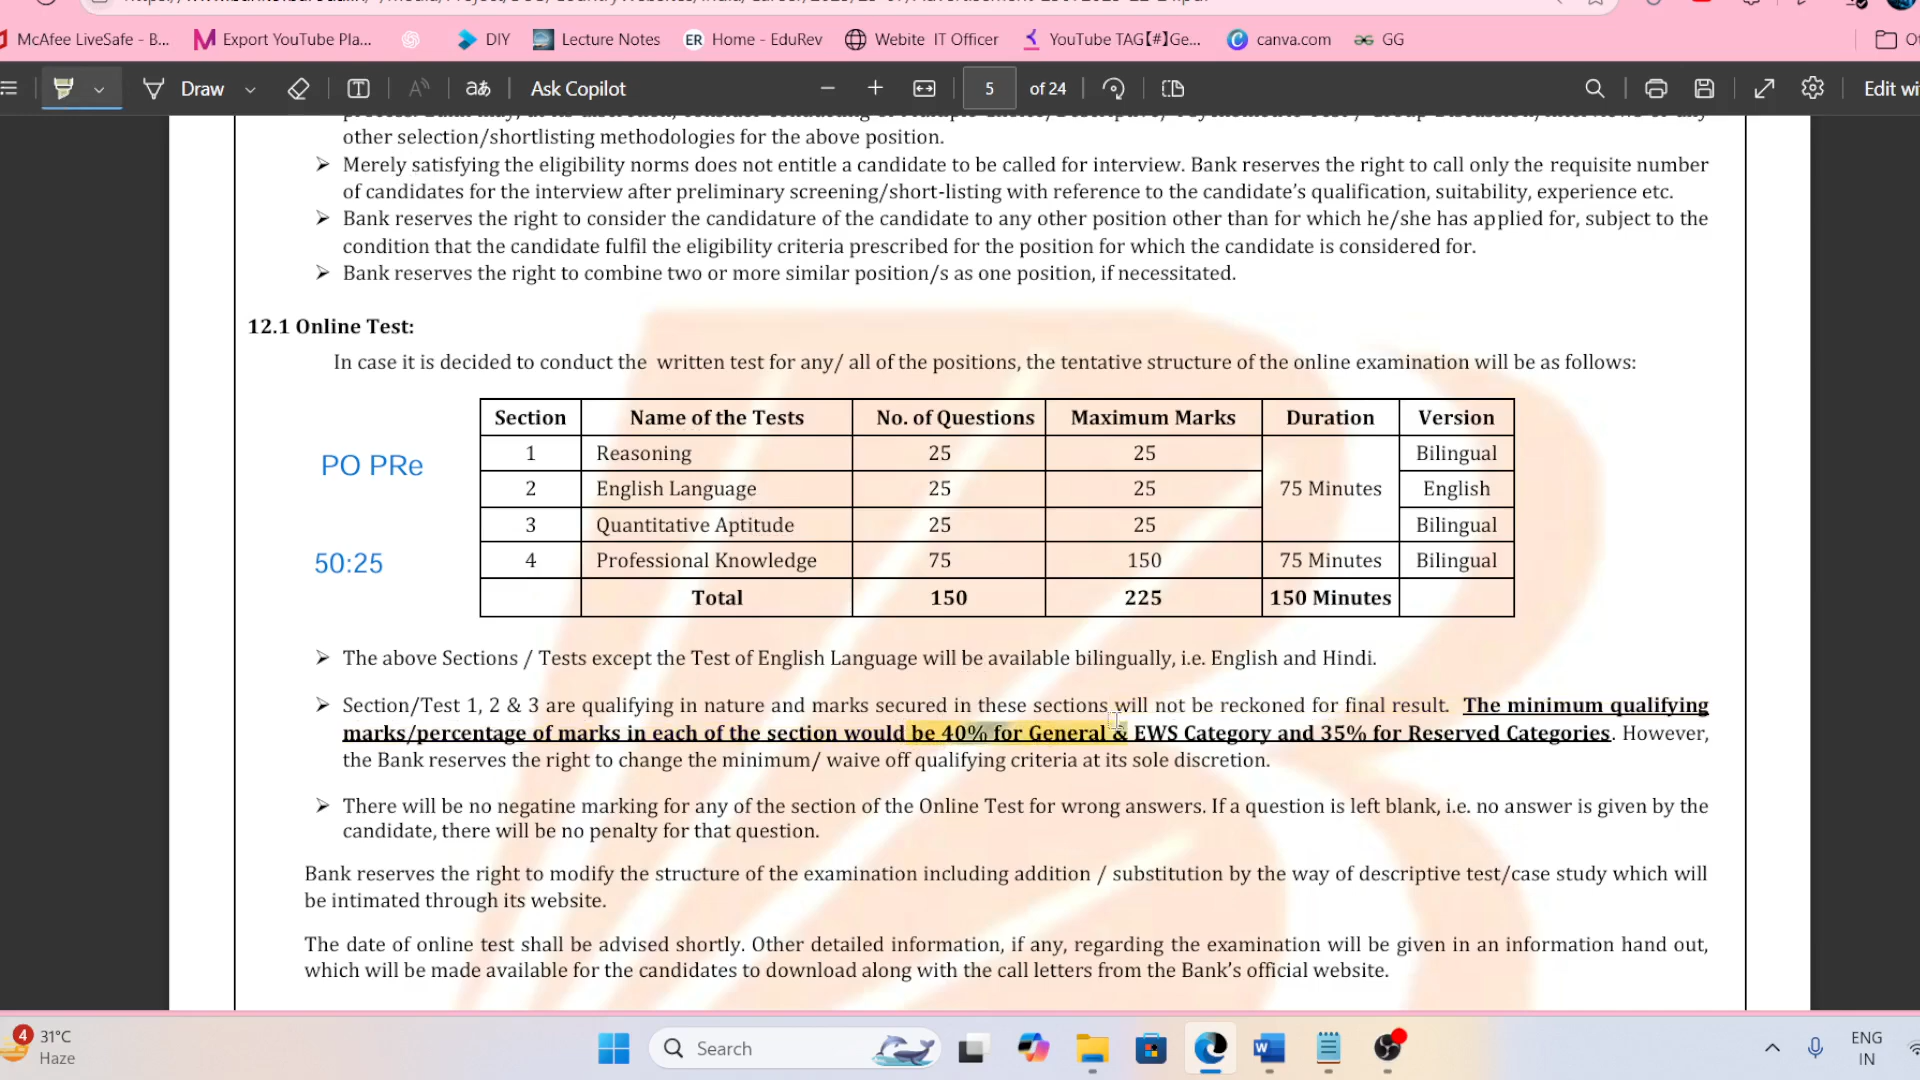 McAfee LiveSafe - B...
Export YouTube Pla...
DIY
Lecture Notes
ER Home - EduRev
Webite IT Officer
YouTube TAG【#】Ge...
canva.com
GG
Draw
Ask Copilot
5 of 24
Edit wi
other selection/shortlisting methodologies for the above position.
➢ Merely satisfying the eligibility norms does not entitle a candidate to be called for interview. Bank reserves the right to call only the requisite number
of candidates for the interview after preliminary screening/short-listing with reference to the candidate's qualification, suitability, experience etc.
➢ Bank reserves the right to consider the candidature of the candidate to any other position other than for which he/she has applied for, subject to the
condition that the candidate fulfil the eligibility criteria prescribed for the position for which the candidate is considered for.
➢ Bank reserves the right to combine two or more similar position/s as one position, if necessitated.
12.1 Online Test:
In case it is decided to conduct the written test for any/ all of the positions, the tentative structure of the online examination will be as follows:
Section Name of the Tests No. of Questions Maximum Marks Duration Version
1 Reasoning 25 25 Bilingual
PO PRe
2 English Language 25 25 75 Minutes English
3 Quantitative Aptitude 25 25 Bilingual
50:25
4 Professional Knowledge 75 150 75 Minutes Bilingual
Total 150 225 150 Minutes
➢ The above Sections / Tests except the Test of English Language will be available bilingually, i.e. English and Hindi.
➢ Section/Test 1, 2 & 3 are qualifying in nature and marks secured in these sections will not be reckoned for final result. The minimum qualifying
marks/percentage of marks in each of the section would be 40% for General & EWS Category and 35% for Reserved Categories. However,
the Bank reserves the right to change the minimum/ waive off qualifying criteria at its sole discretion.
➢ There will be no negatine marking for any of the section of the Online Test for wrong answers. If a question is left blank, i.e. no answer is given by the
candidate, there will be no penalty for that question.
Bank reserves the right to modify the structure of the examination including addition / substitution by the way of descriptive test/case study which will
be intimated through its website.
The date of online test shall be advised shortly. Other detailed information, if any, regarding the examination will be given in an information hand out,
which will be made available for the candidates to download along with the call letters from the Bank's official website.
4
31°C
Haze
Search
ENG
IN